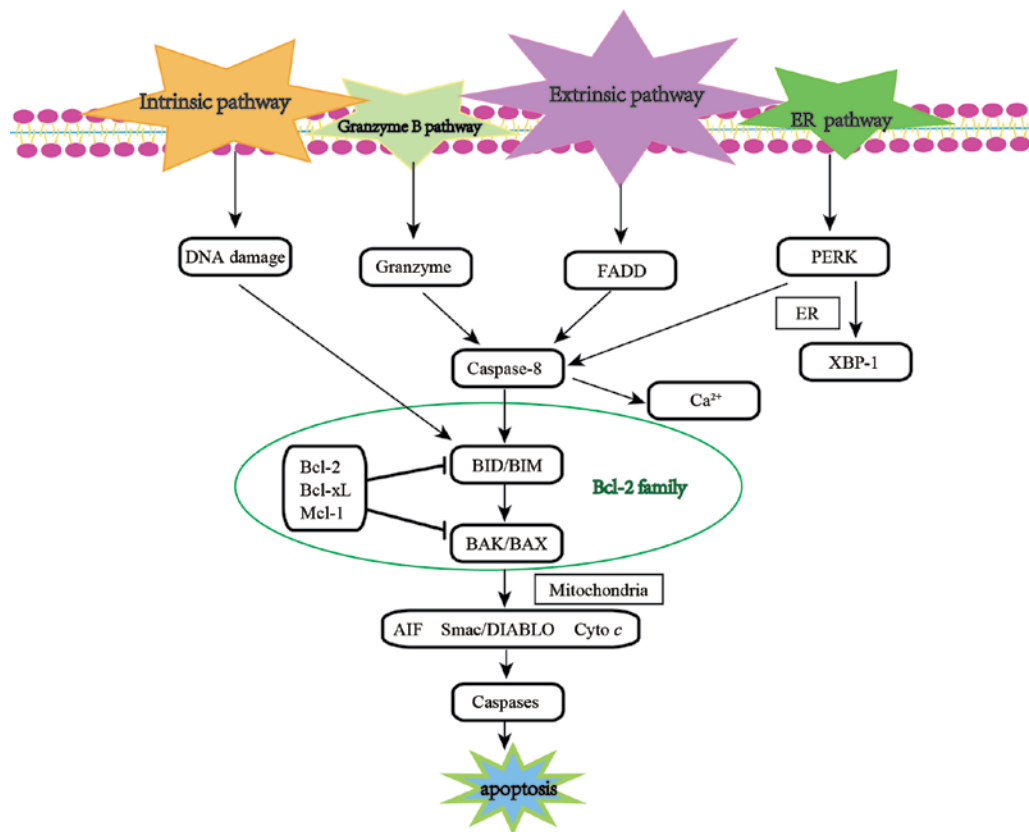 Intrinsic pathway
Granzyme B pathway
Extrinsic pathway
ER pathway
DNA damage
Granzyme
FADD
PERK
ER
XBP-1
Caspase-8
Ca²⁺
Bcl-2
Bcl-xL
Mcl-1
BID/BIM
Bcl-2 family
BAK/BAX
Mitochondria
AIF Smac/DIABLO Cyto c
Caspases
apoptosis